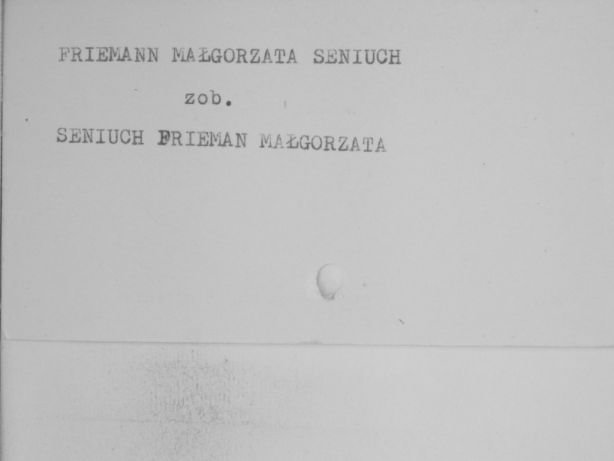 FRIEMANN MAŁGORZATA SENIUCH
zob.
SENIUCH FRIEMAN MAŁGORZATA